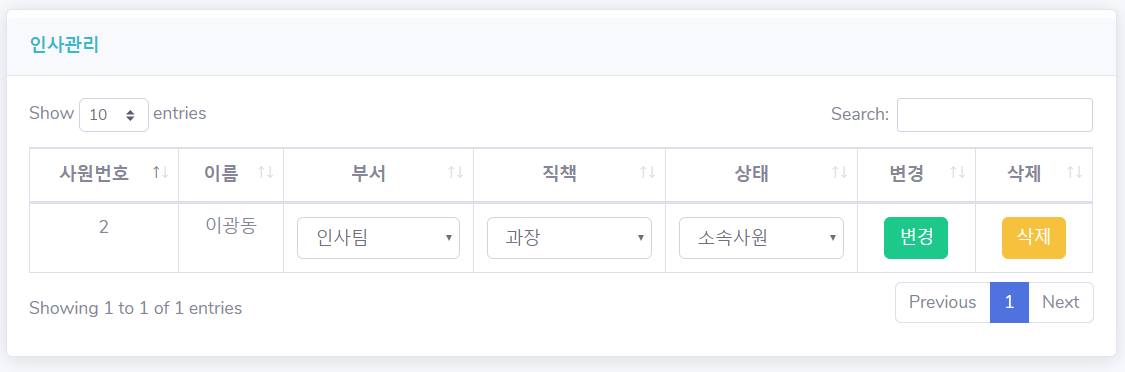 인사관리
Show 10 entries Search:
사원번호 이름 부서 직책 상태 변경 삭제
2 이광동 인사팀 과장 소속사원 변경 삭제
Showing 1 to 1 of 1 entries Previous 1 Next